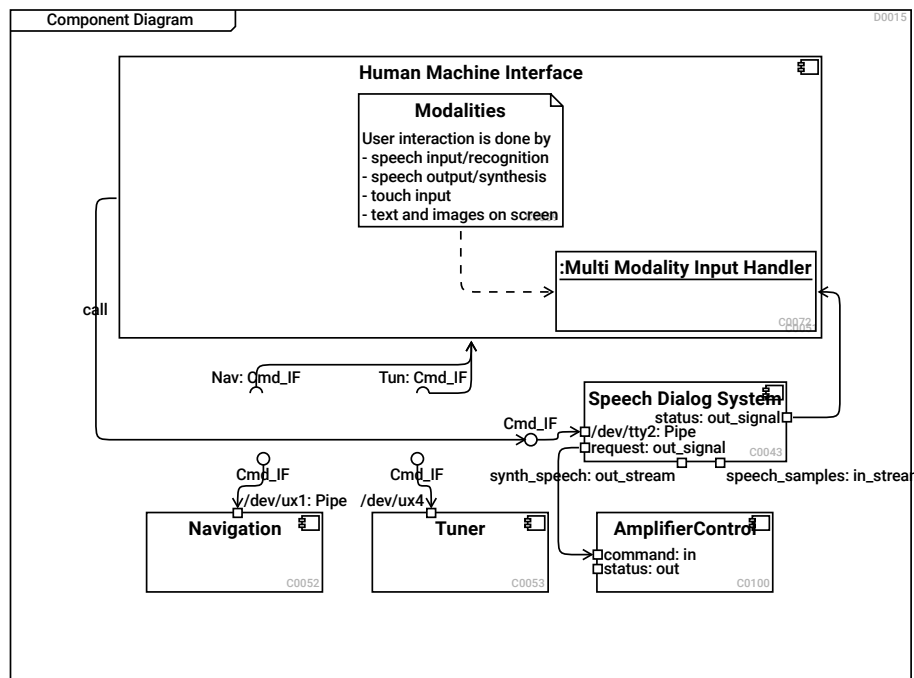 Component Diagram
D0015
Human Machine Interface
Modalities
User interaction is done by
- speech input/recognition
- speech output/synthesis
- touch input
- text and images on screen
:Multi Modality Input Handler
C0072
call
Nav: Cmd_IF
Tun: Cmd_IF
Speech Dialog System
status: out_signal
Cmd_IF
/dev/tty2: Pipe
request: out_signal
C0043
synth_speech: out_stream
speech_samples: in_strear
Cmd_IF
Cmd_IF
/dev/ux1: Pipe
/dev/ux4
Navigation
C0052
Tuner
C0053
AmplifierControl
command: in
status: out
C0100